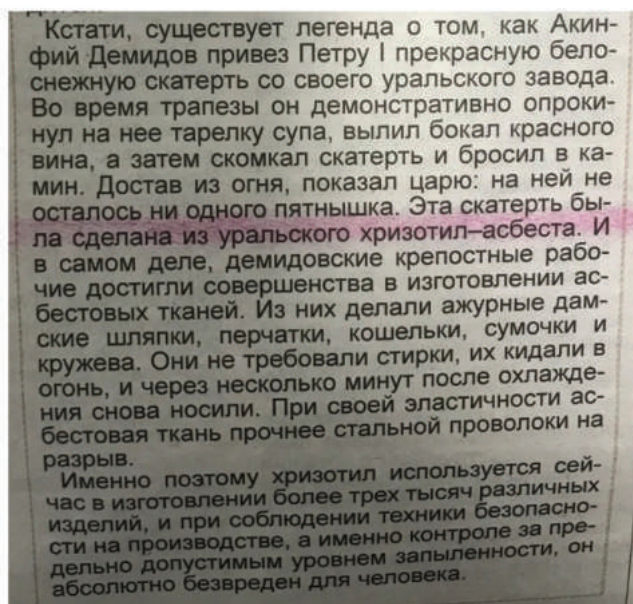 Кстати, существует легенда о том, как Акин-
фий Демидов привез Петру I прекрасную бело-
снежную скатерть со своего уральского завода.
Во время трапезы он демонстративно опроки-
нул на нее тарелку супа, вылил бокал красного
вина, а затем скомкал скатерть и бросил в ка-
мин. Достав из огня, показал царю: на ней не
осталось ни одного пятнышка. Эта скатерть бы-
ла сделана из уральского хризотил–асбеста. И
в самом деле, демидовские крепостные рабо-
чие достигли совершенства в изготовлении ас-
бестовых тканей. Из них делали ажурные дам-
ские шляпки, перчатки, кошельки, сумочки и
кружева. Они не требовали стирки, их кидали в
огонь, и через несколько минут после охлажде-
ния снова носили. При своей эластичности ас-
бестовая ткань прочнее стальной проволоки на
разрыв.
Именно поэтому хризотил используется сей-
час в изготовлении более трех тысяч различных
изделий, и при соблюдении техники безопасно-
сти на производстве, а именно контроле за пре-
дельно допустимым уровнем запыленности, он
абсолютно безвреден для человека.